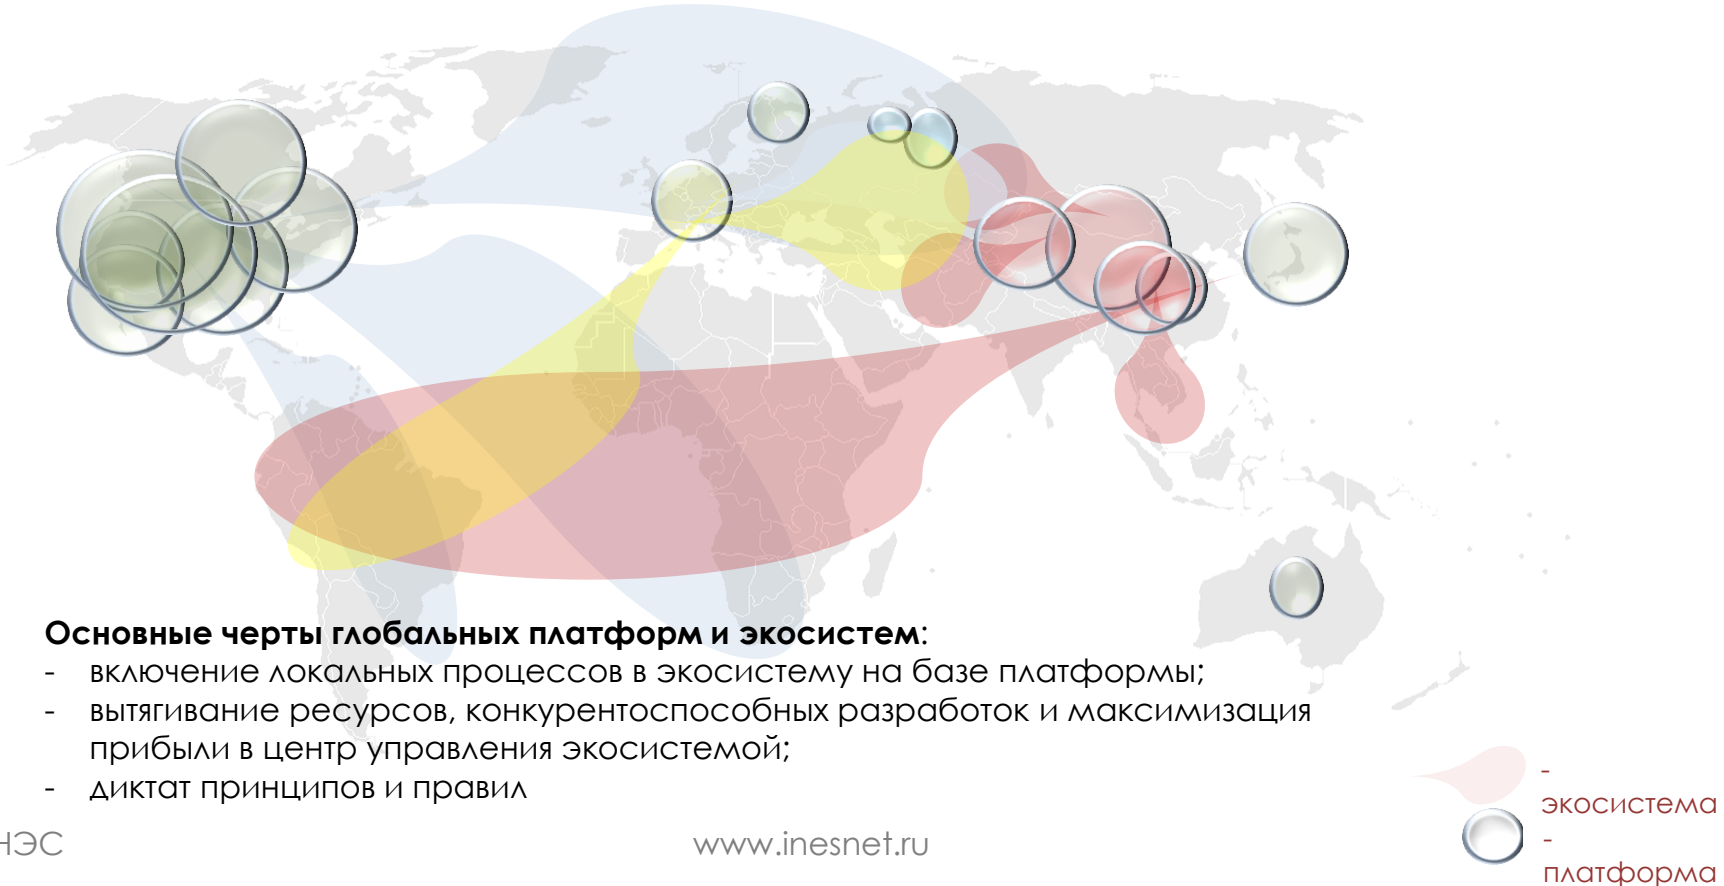 Основные черты глобальных платформ и экосистем:
- включение локальных процессов в экосистему на базе платформы;
- вытягивание ресурсов, конкурентоспособных разработок и максимизация
прибыли в центр управления экосистемой;
- диктат принципов и правил
-
экосистема
-
платформа
НЭС
www.inesnet.ru